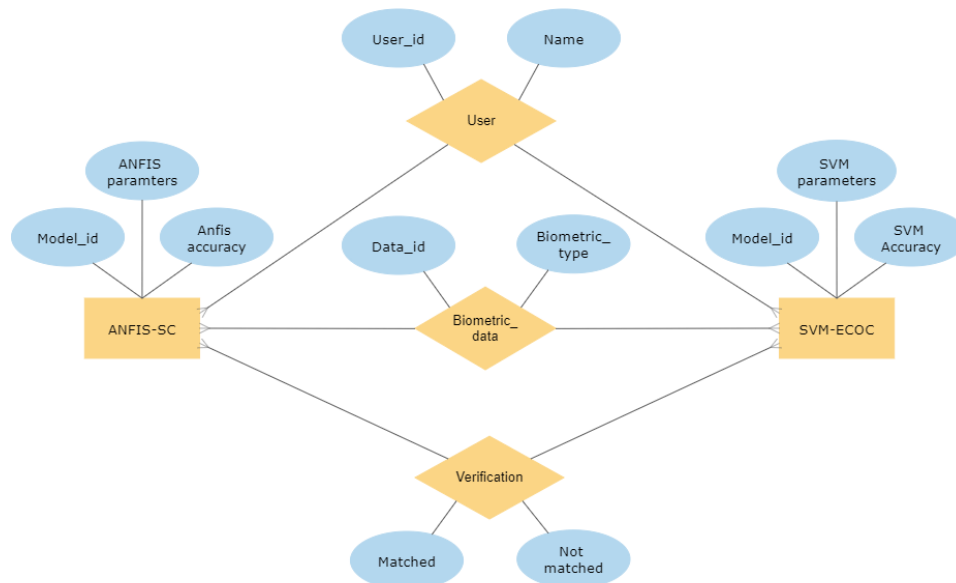 User_id
Name
User
ANFIS
paramters
SVM
parameters
Model_id
Anfis
accuracy
Data_id
Biometric_
type
Model_id
SVM
Accuracy
ANFIS-SC
Biometric_
data
SVM-ECOC
Verification
Matched
Not
matched